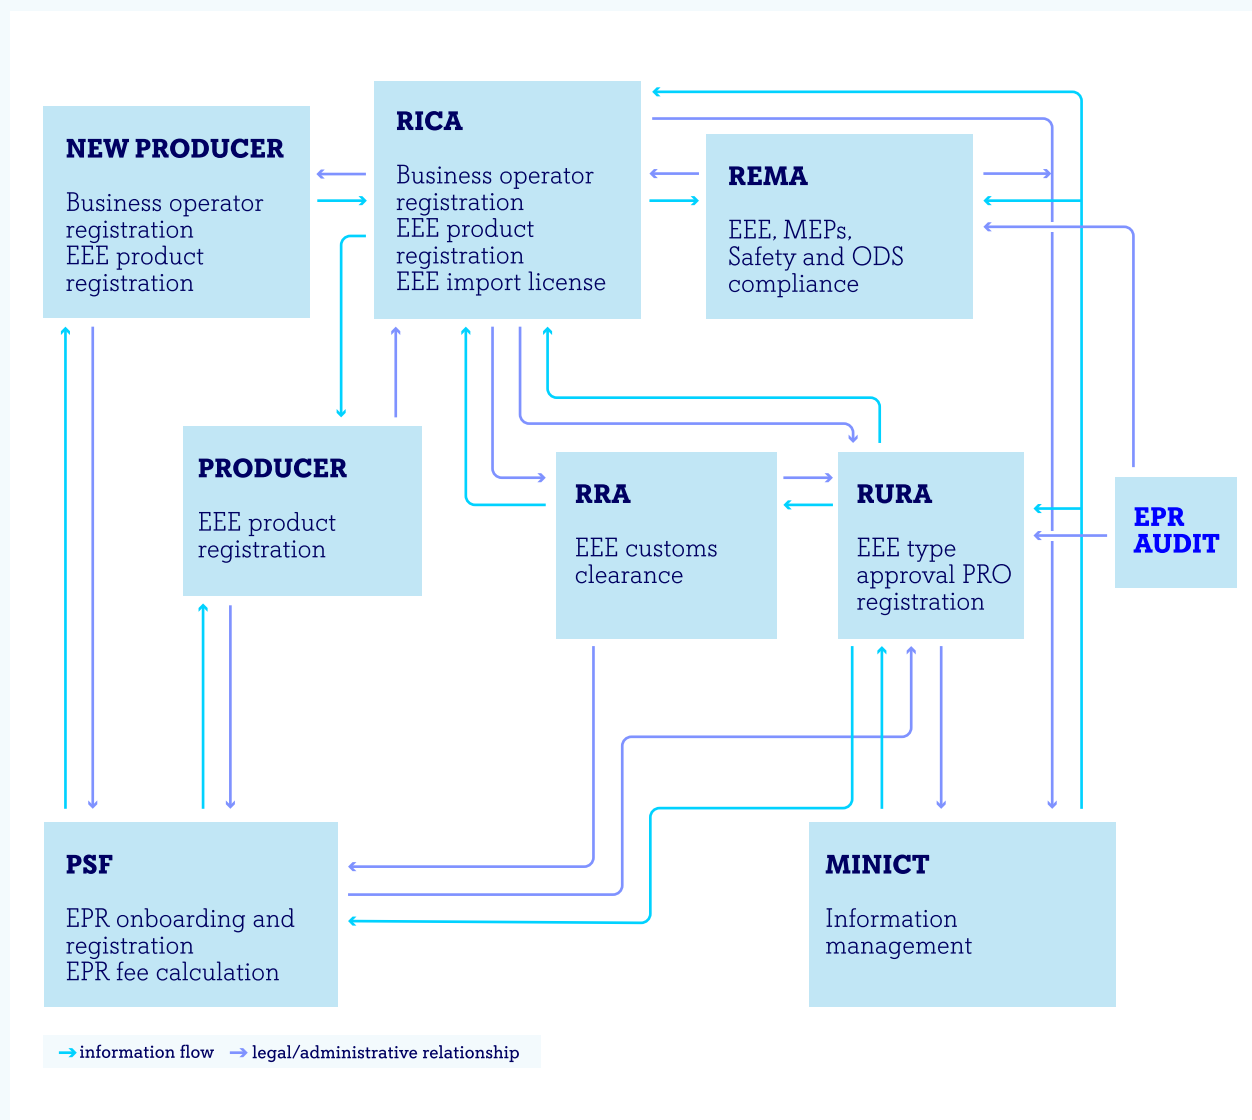 NEW PRODUCER
Business operator
registration
EEE product
registration
RICA
Business operator
registration
EEE product
registration
EEE import license
REMA
EEE, MEPs,
Safety and ODS
compliance
PRODUCER
EEE product
registration
RRA
EEE customs
clearance
RURA
EEE type
approval PRO
registration
EPR
AUDIT
PSF
EPR onboarding and
registration
EPR fee calculation
MINICT
Information
management
information flow
legal/administrative relationship